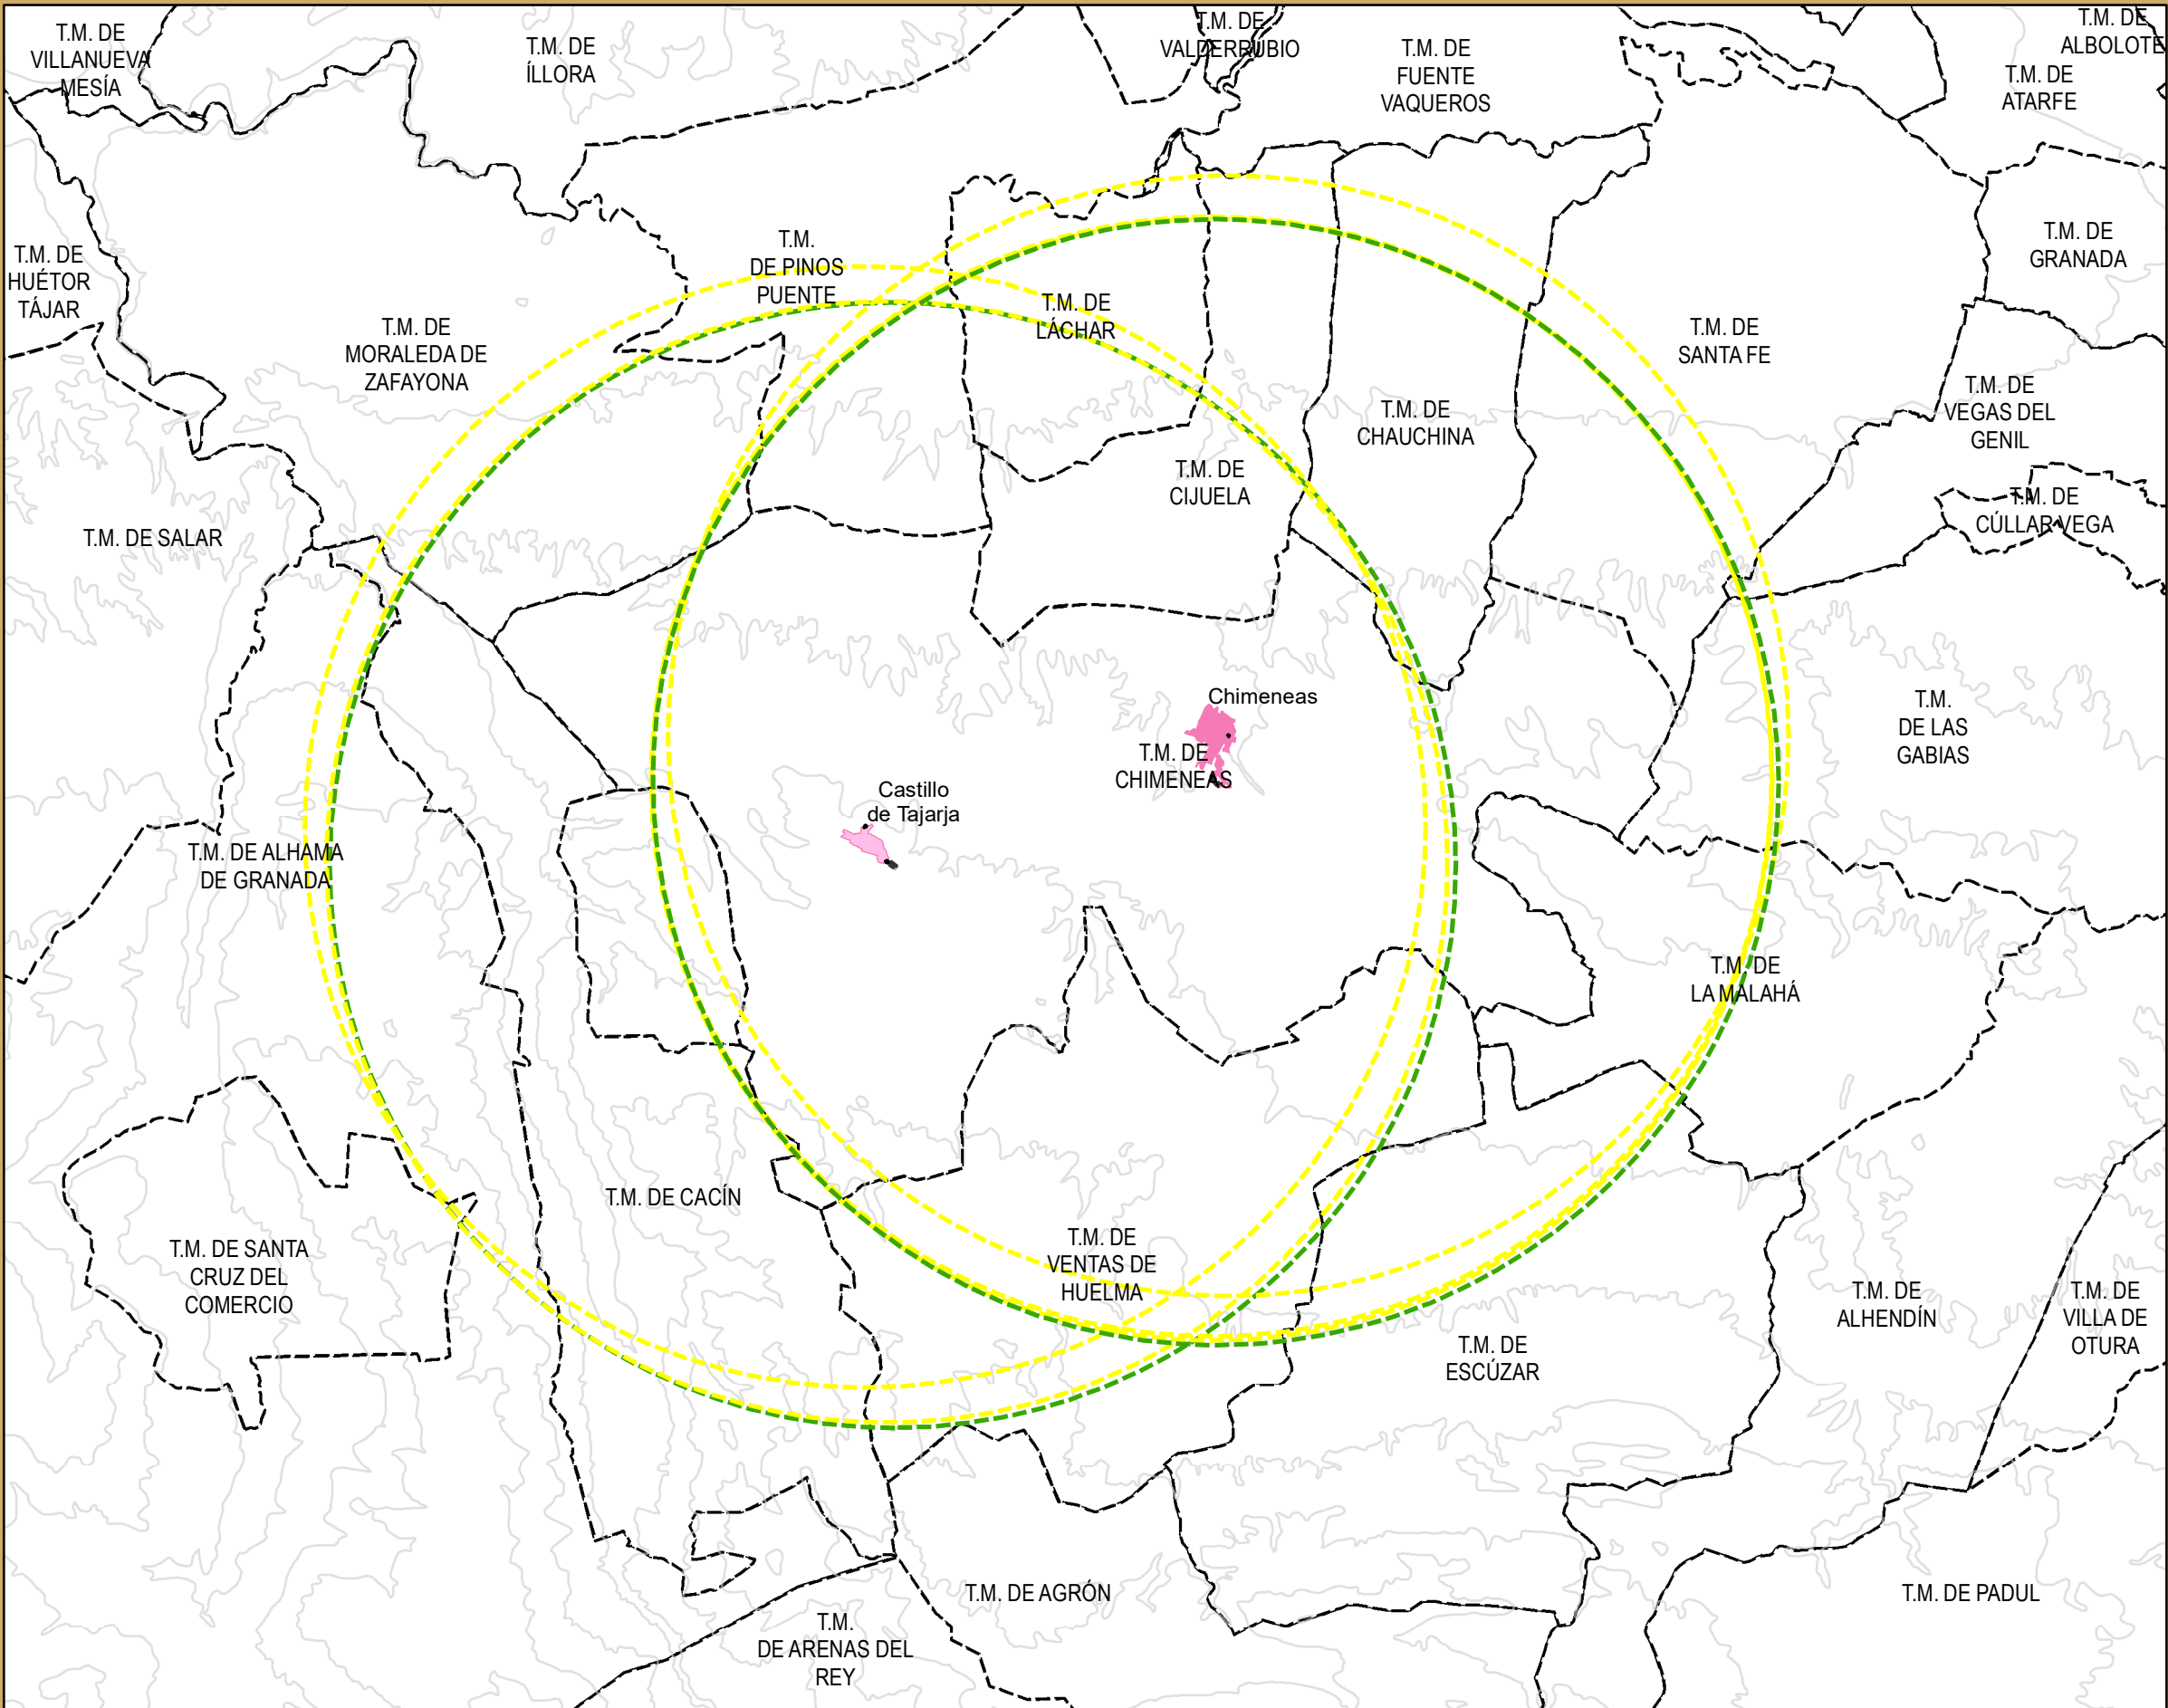 T.M. DE
VILLANUEVA
MESÍA
T.M. DE
ÍLLORA
T.M. DE
VALDERRUBIO
T.M. DE
FUENTE
VAQUEROS
T.M. DE
ALBOLOTE
T.M. DE
ATARFE
T.M. DE
HUÉTOR
TÁJAR
T.M.
DE PINOS
PUENTE
T.M. DE
GRANADA
T.M. DE
MORALEDA DE
ZAFAYONA
T.M. DE
LÁCHAR
T.M. DE
SANTA FE
T.M. DE
VEGAS DEL
GENIL
T.M. DE
CHAUCHINA
T.M. DE
CIJUELA
T.M. DE
CÚLLAR VEGA
T.M. DE SALAR
Chimeneas
T.M. DE
CHIMENEAS
T.M.
DE LAS
GABIAS
Castillo
de Tajarja
T.M. DE ALHAMA
DE GRANADA
T.M. DE
LA MALAHÁ
T.M. DE CACÍN
T.M. DE SANTA
CRUZ DEL
COMERCIO
T.M. DE
VENTAS DE
HUELMA
T.M. DE
ALHENDÍN
T.M. DE
VILLA DE
OTURA
T.M. DE
ESCÚZAR
T.M. DE AGRÓN
T.M. DE PADUL
T.M.
DE ARENAS DEL
REY